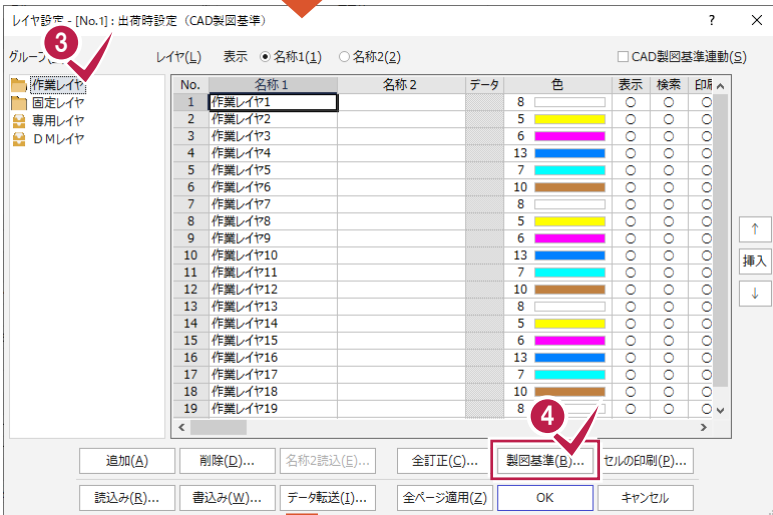 レイヤ設定 - [No.1] : 出荷時設定（CAD製図基準） ? ×
3
グループ レイヤ(L) 表示 名称1(1) 名称2(2) CAD製図基準連動(S)
作業レイヤ
固定レイヤ
専用レイヤ
ＤＭレイヤ
No. 名称 1 名称 2 データ 色 表示 検索 印刷
1 作業レイヤ1 8 ○ ○ ○
2 作業レイヤ2 5 ○ ○ ○
3 作業レイヤ3 6 ○ ○ ○
4 作業レイヤ4 13 ○ ○ ○
5 作業レイヤ5 7 ○ ○ ○
6 作業レイヤ6 10 ○ ○ ○
7 作業レイヤ7 8 ○ ○ ○
8 作業レイヤ8 5 ○ ○ ○
9 作業レイヤ9 6 ○ ○ ○
10 作業レイヤ10 13 ○ ○ ○
11 作業レイヤ11 7 ○ ○ ○
12 作業レイヤ12 10 ○ ○ ○
13 作業レイヤ13 8 ○ ○ ○
14 作業レイヤ14 5 ○ ○ ○
15 作業レイヤ15 6 ○ ○ ○
16 作業レイヤ16 13 ○ ○ ○
17 作業レイヤ17 7 ○ ○ ○
18 作業レイヤ18 10 ○ ○ ○
19 作業レイヤ19 8 ○ ○ ○
↑
挿入
↓
4
追加(A) 削除(D)... 名称2読込(E)... 全訂正(C)... 製図基準(B)... セルの印刷(P)...
読込み(R)... 書込み(W)... データ転送(I)... 全ページ適用(Z) OK キャンセル